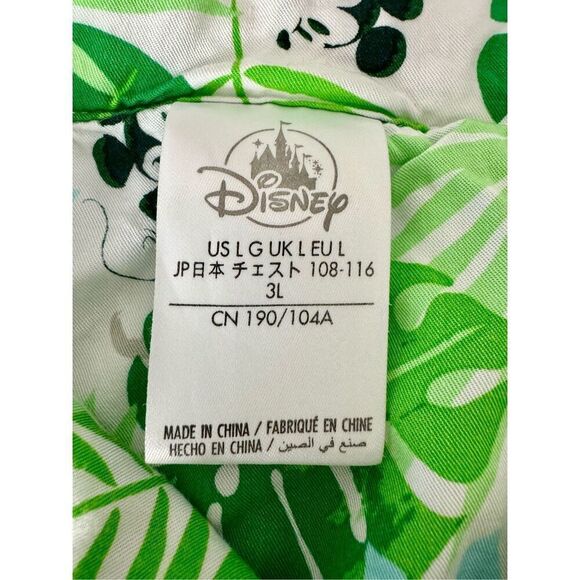 Disney
US L G UK L EU L
JP日本 チェスト 108-116
3L
CN 190/104A
MADE IN CHINA / FABRIQUÉ EN CHINE
HECHO EN CHINA / صنع في الصين